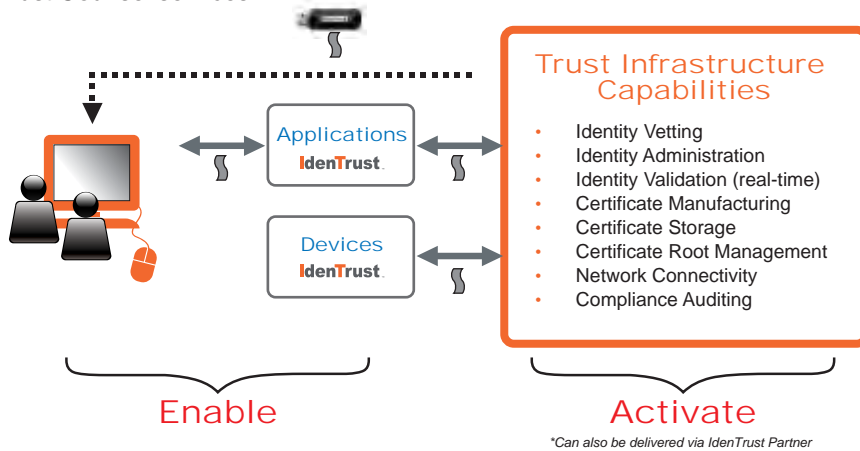 Trust Infrastructure
Capabilities
• Identity Vetting
• Identity Administration
• Identity Validation (real-time)
• Certificate Manufacturing
• Certificate Storage
• Certificate Root Management
• Network Connectivity
• Compliance Auditing
Applications
IdenTrust
Devices
IdenTrust
Enable
Activate
*Can also be delivered via IdenTrust Partner